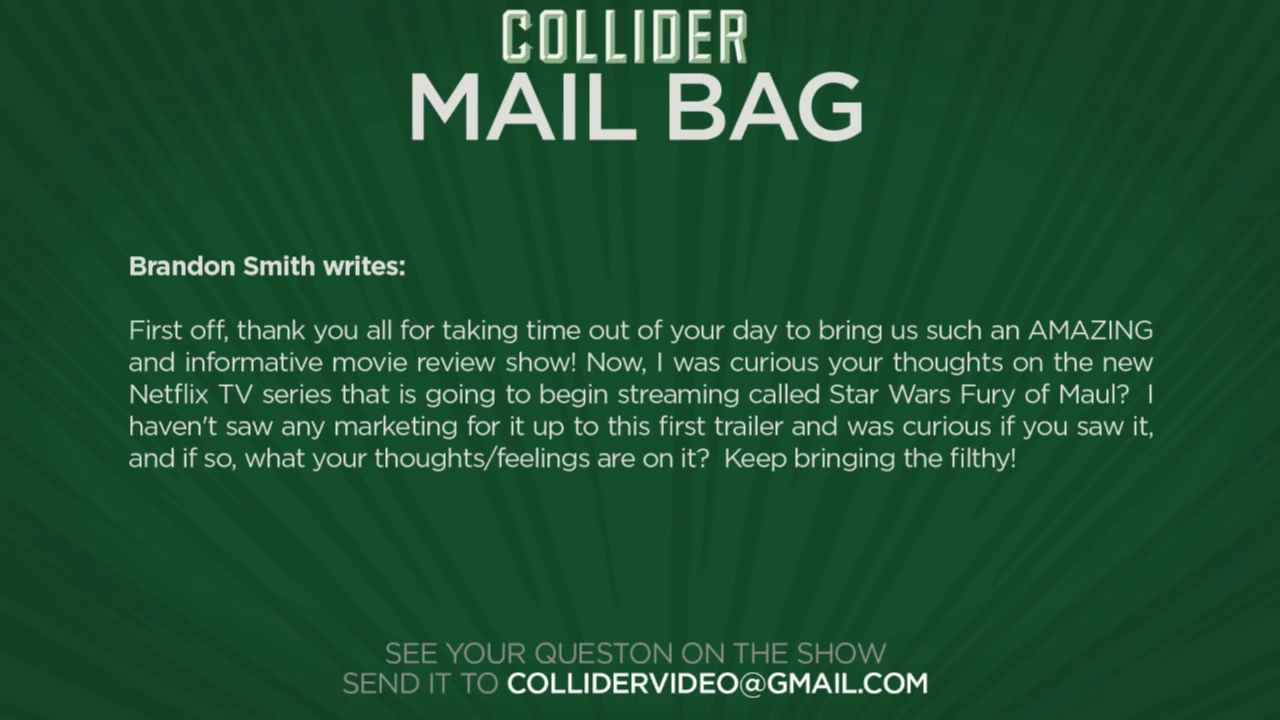 COLLIDER
MAIL BAG
Brandon Smith writes:
First off, thank you all for taking time out of your day to bring us such an AMAZING
and informative movie review show! Now, I was curious your thoughts on the new
Netflix TV series that is going to begin streaming called Star Wars Fury of Maul?  I
haven't saw any marketing for it up to this first trailer and was curious if you saw it,
and if so, what your thoughts/feelings are on it?  Keep bringing the filthy!
SEE YOUR QUESTON ON THE SHOW
SEND IT TO COLLIDERVIDEO@GMAIL.COM